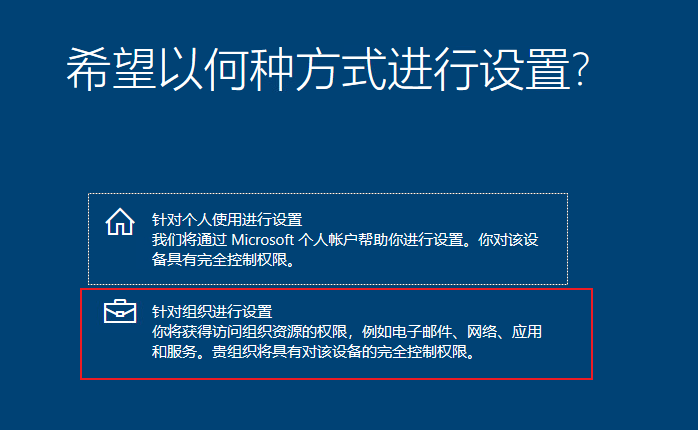 希望以何种方式进行设置?
针对个人使用进行设置
我们将通过 Microsoft 个人帐户帮助你进行设置。你对该设
备具有完全控制权限。
针对组织进行设置
你将获得访问组织资源的权限，例如电子邮件、网络、应用
和服务。贵组织将具有对该设备的完全控制权限。